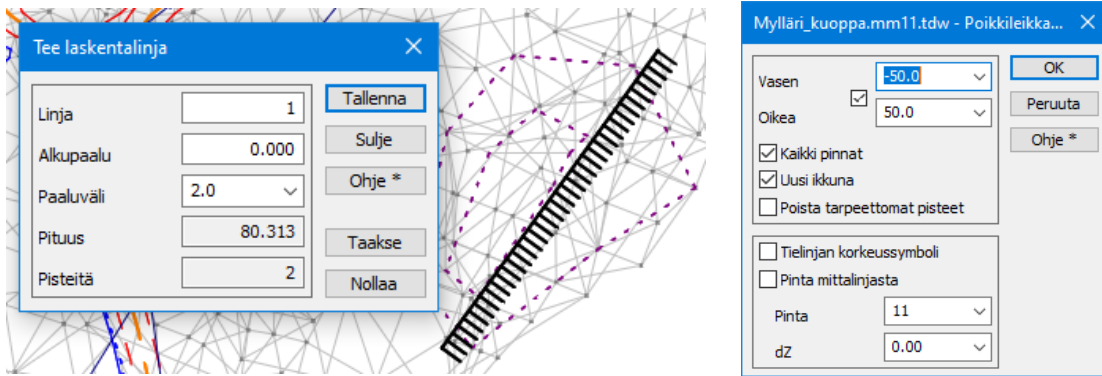 Tee laskentalinja
Linja 1
Alkupaalu 0.000
Paaluväli 2.0
Pituus 80.313
Pisteitä 2
Tallenna
Sulje
Ohje *
Taakse
Nollaa
Mylläri_kuoppa.mm11.tdw - Poikkileikka...
Vasen -50.0
Oikea 50.0
Kaikki pinnat
Uusi ikkuna
Poista tarpeettomat pisteet
OK
Peruuta
Ohje *
Tielinjan korkeussymboli
Pinta mittalinjasta
Pinta 11
dZ 0.00